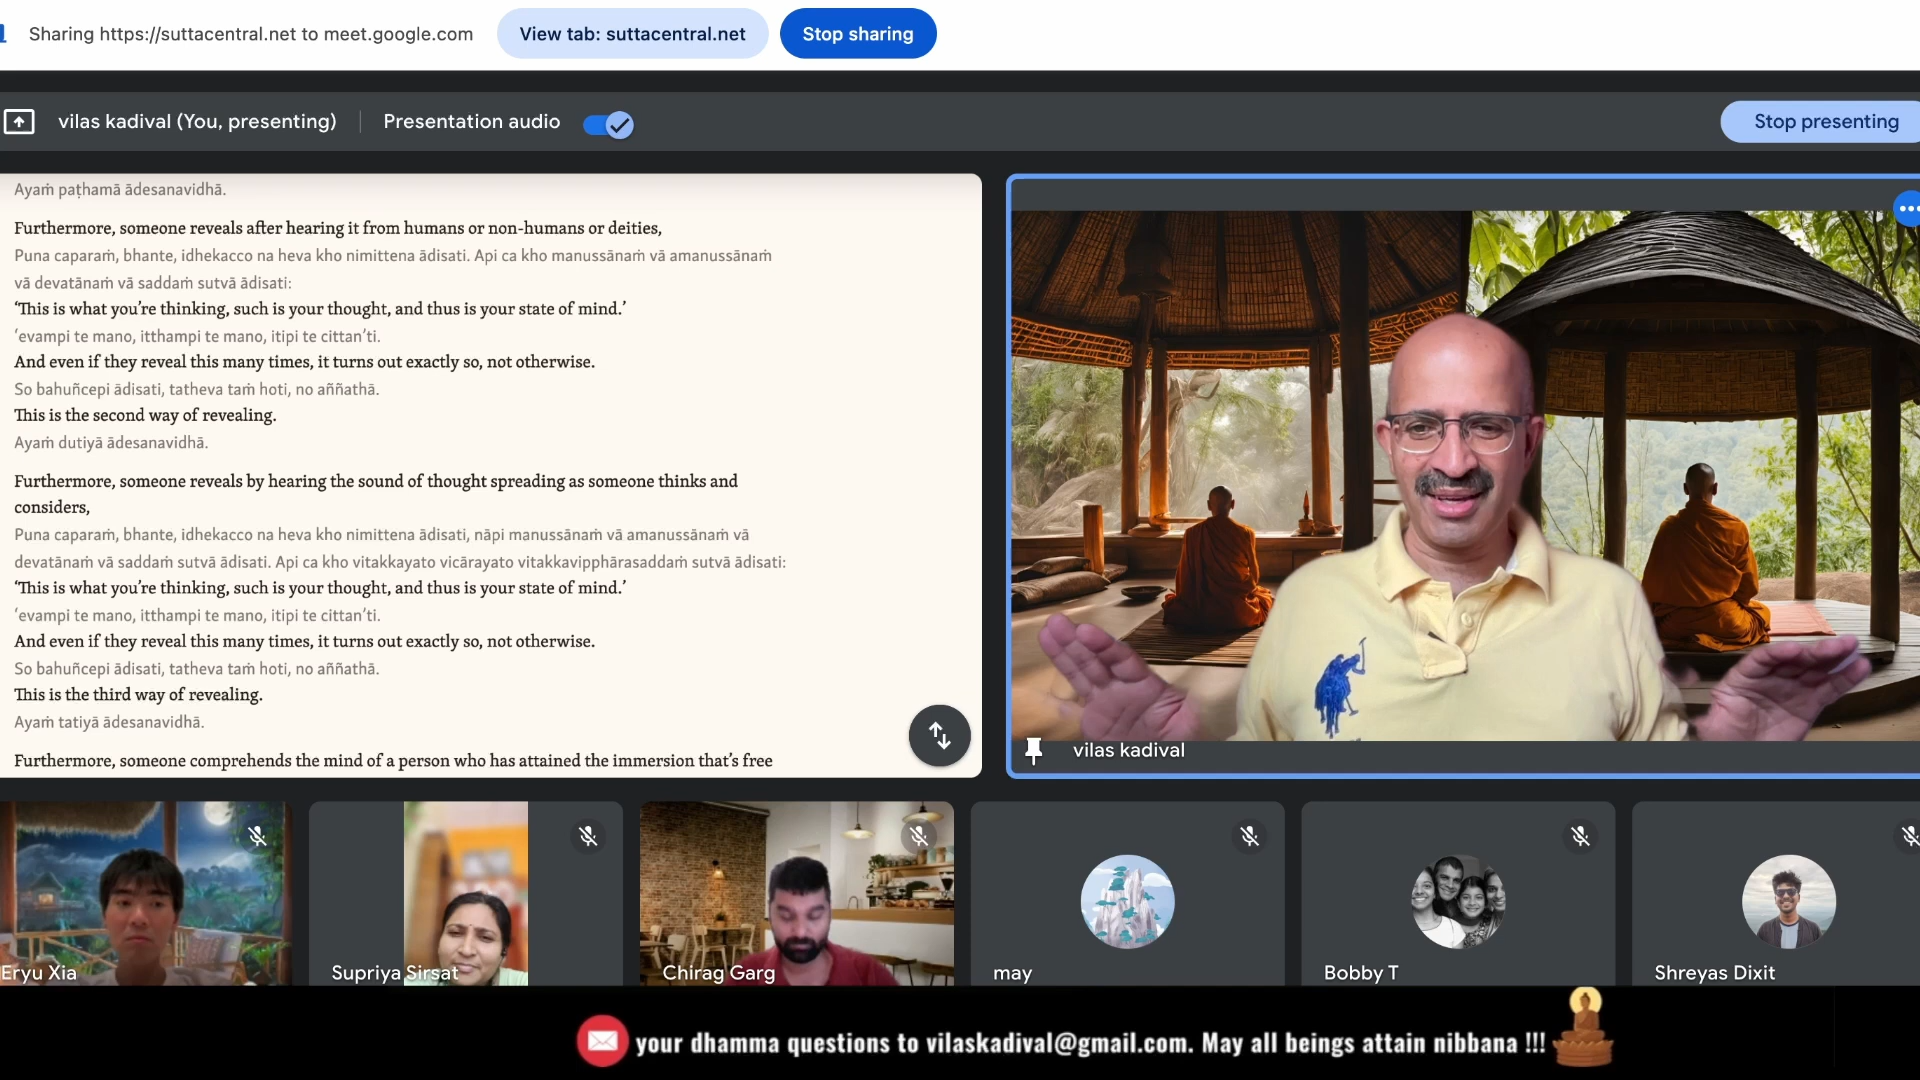 Sharing https://suttacentral.net to meet.google.com
View tab: suttacentral.net
Stop sharing
vilas kadival (You, presenting)
Presentation audio
Stop presenting
Ayaṁ paṭhamā ādesanavidhā.
Furthermore, someone reveals after hearing it from humans or non-humans or deities,
Puna caparaṁ, bhante, idhekacco na heva kho nimittena ādisati. Api ca kho manussānaṁ vā amanussānaṁ
vā devatānaṁ vā saddaṁ sutvā ādisati:
‘This is what you’re thinking, such is your thought, and thus is your state of mind.’
‘evampi te mano, itthampi te mano, itipi te cittan’ti.
And even if they reveal this many times, it turns out exactly so, not otherwise.
So bahuñcepi ādisati, tatheva taṁ hoti, no aññathā.
This is the second way of revealing.
Ayaṁ dutiyā ādesanavidhā.
Furthermore, someone reveals by hearing the sound of thought spreading as someone thinks and
considers,
Puna caparaṁ, bhante, idhekacco na heva kho nimittena ādisati, nāpi manussānaṁ vā amanussānaṁ vā
devatānaṁ vā saddaṁ sutvā ādisati. Api ca kho vitakkayato vicārayato vitakkavipphārasaddaṁ sutvā ādisati:
‘This is what you’re thinking, such is your thought, and thus is your state of mind.’
‘evampi te mano, itthampi te mano, itipi te cittan’ti.
And even if they reveal this many times, it turns out exactly so, not otherwise.
So bahuñcepi ādisati, tatheva taṁ hoti, no aññathā.
This is the third way of revealing.
Ayaṁ tatiyā ādesanavidhā.
Furthermore, someone comprehends the mind of a person who has attained the immersion that’s free
vilas kadival
Eryu Xia
Supriya Sirsat
Chirag Garg
may
Bobby T
Shreyas Dixit
your dhamma questions to vilaskadival@gmail.com. May all beings attain nibbana !!!